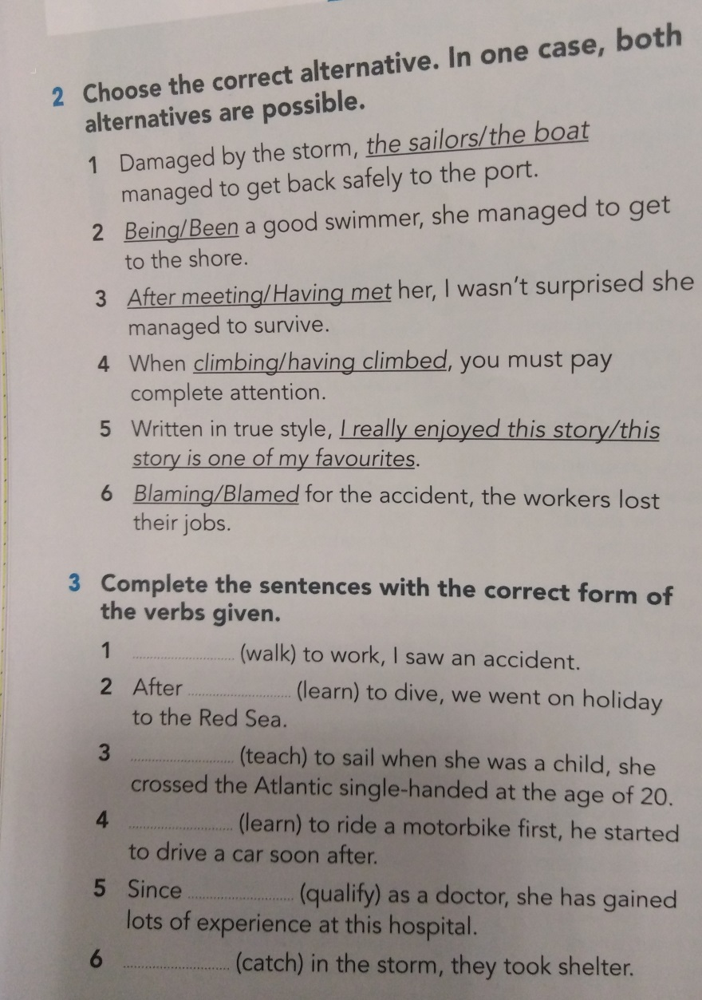 2 Choose the correct alternative. In one case, both
alternatives are possible.
1 Damaged by the storm, the sailors/the boat
managed to get back safely to the port.
2 Being/Been a good swimmer, she managed to get
to the shore.
3 After meeting/Having met her, I wasn't surprised she
managed to survive.
4 When climbing/having climbed, you must pay
complete attention.
5 Written in true style, I really enjoyed this story/this
story is one of my favourites.
6 Blaming/Blamed for the accident, the workers lost
their jobs.
3 Complete the sentences with the correct form of
the verbs given.
1 .......................... (walk) to work, I saw an accident.
2 After .......................... (learn) to dive, we went on holiday
to the Red Sea.
3 .......................... (teach) to sail when she was a child, she
crossed the Atlantic single-handed at the age of 20.
4 .......................... (learn) to ride a motorbike first, he started
to drive a car soon after.
5 Since .......................... (qualify) as a doctor, she has gained
lots of experience at this hospital.
6 .......................... (catch) in the storm, they took shelter.